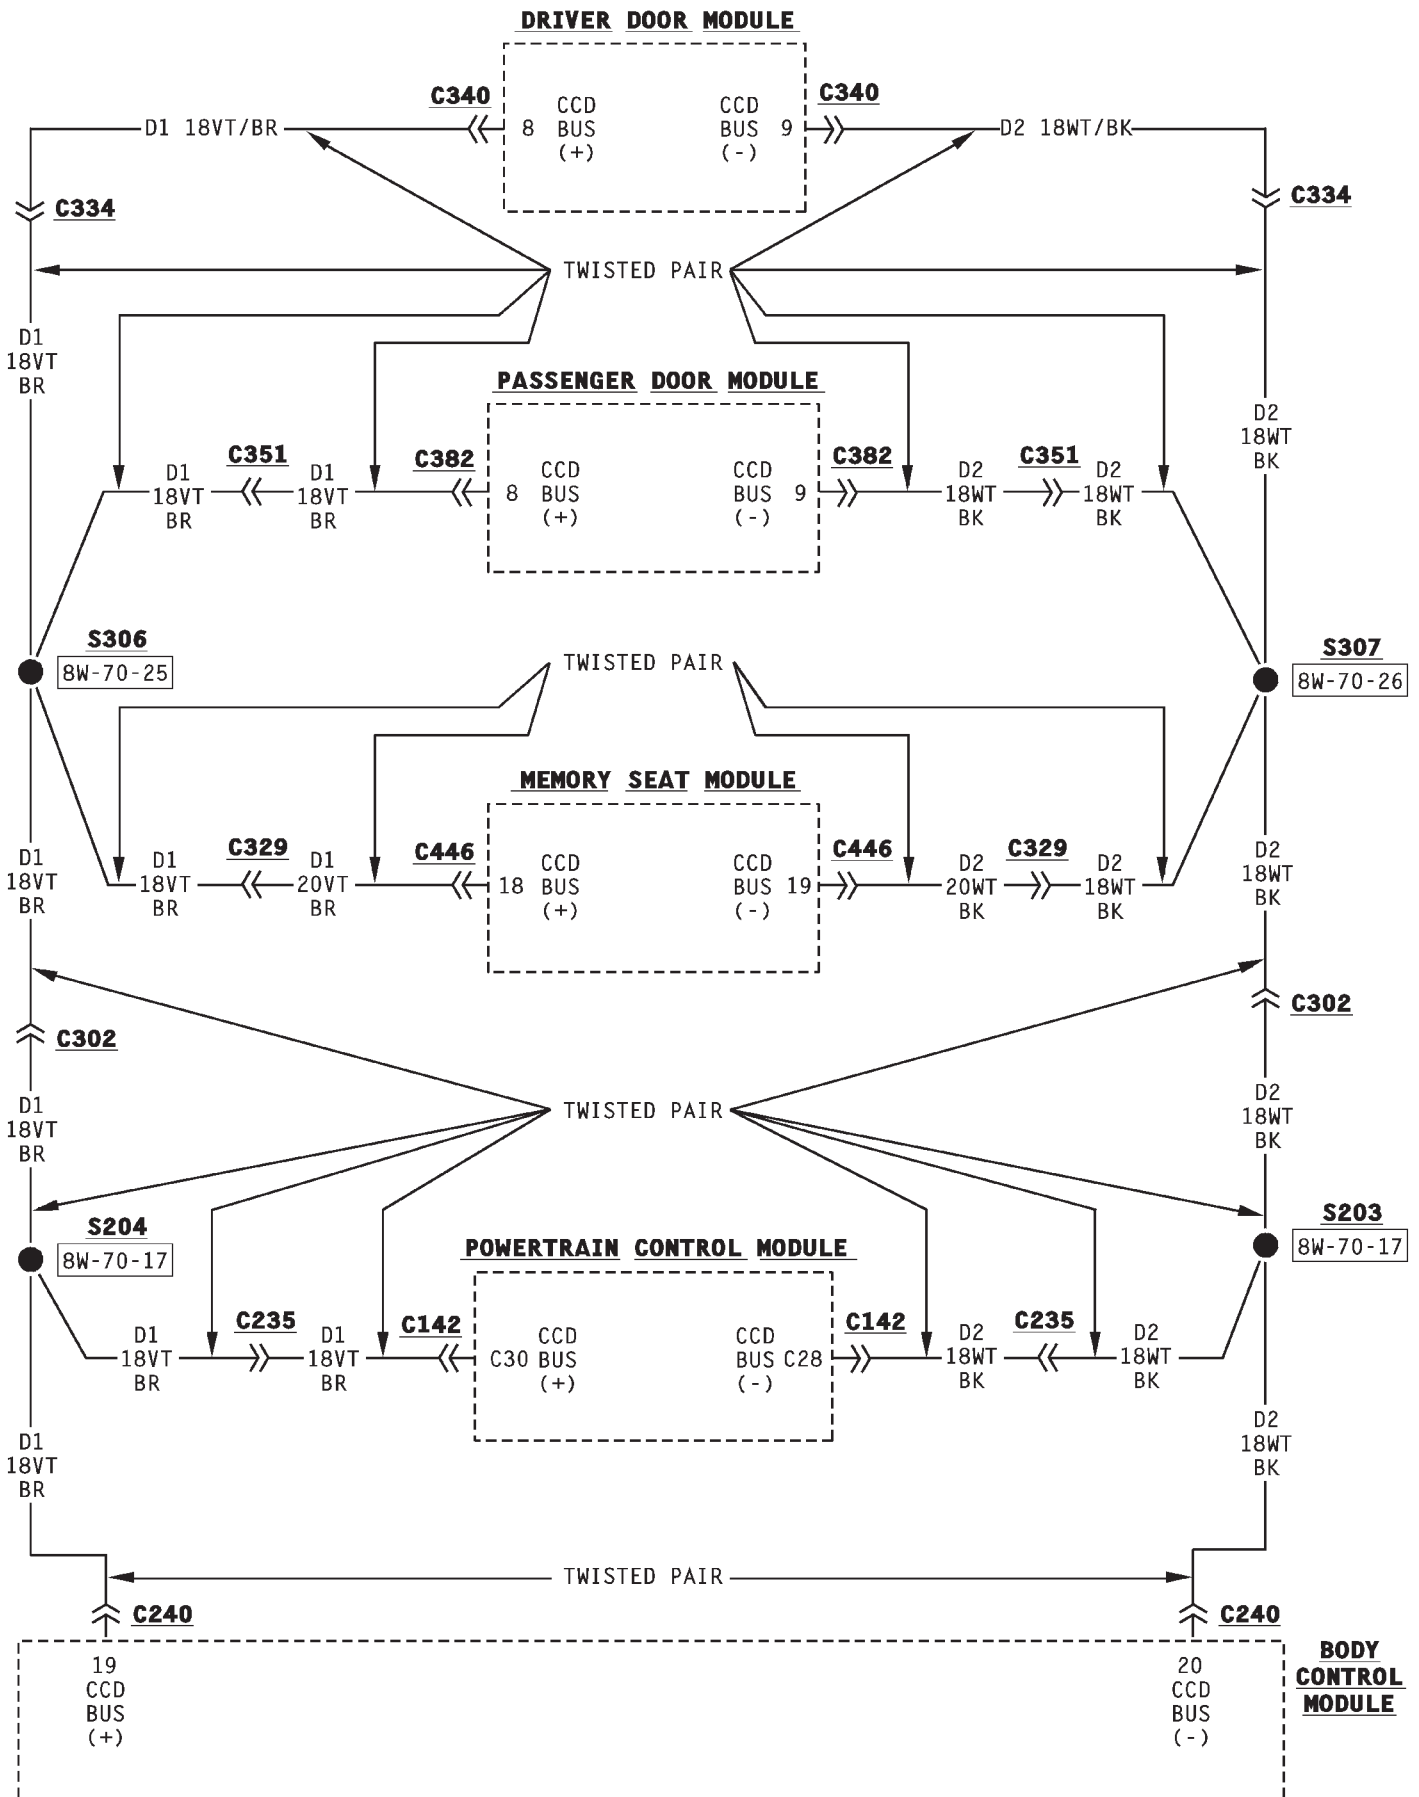 DRIVER DOOR MODULE
C340
C340
D1 18VT/BR
8
CCD
BUS
(+)
CCD
BUS
(-)
9
D2 18WT/BK
C334
C334
TWISTED PAIR
D1
18VT
BR
D2
18WT
BK
PASSENGER DOOR MODULE
D1
18VT
BR
C351
D1
18VT
BR
C382
8
CCD
BUS
(+)
CCD
BUS
(-)
9
C382
D2
18WT
BK
C351
D2
18WT
BK
S306
8W-70-25
TWISTED PAIR
S307
8W-70-26
MEMORY SEAT MODULE
D1
18VT
BR
D1
18VT
BR
C329
D1
20VT
BR
C446
18
CCD
BUS
(+)
CCD
BUS
(-)
19
C446
D2
20WT
BK
C329
D2
18WT
BK
D2
18WT
BK
C302
C302
D1
18VT
BR
TWISTED PAIR
D2
18WT
BK
S204
8W-70-17
S203
8W-70-17
POWERTRAIN CONTROL MODULE
D1
18VT
BR
C235
D1
18VT
BR
C142
C30
CCD
BUS
(+)
CCD
BUS
(-)
C28
C142
D2
18WT
BK
C235
D2
18WT
BK
D1
18VT
BR
D2
18WT
BK
TWISTED PAIR
C240
C240
19
CCD
BUS
(+)
20
CCD
BUS
(-)
BODY
CONTROL
MODULE